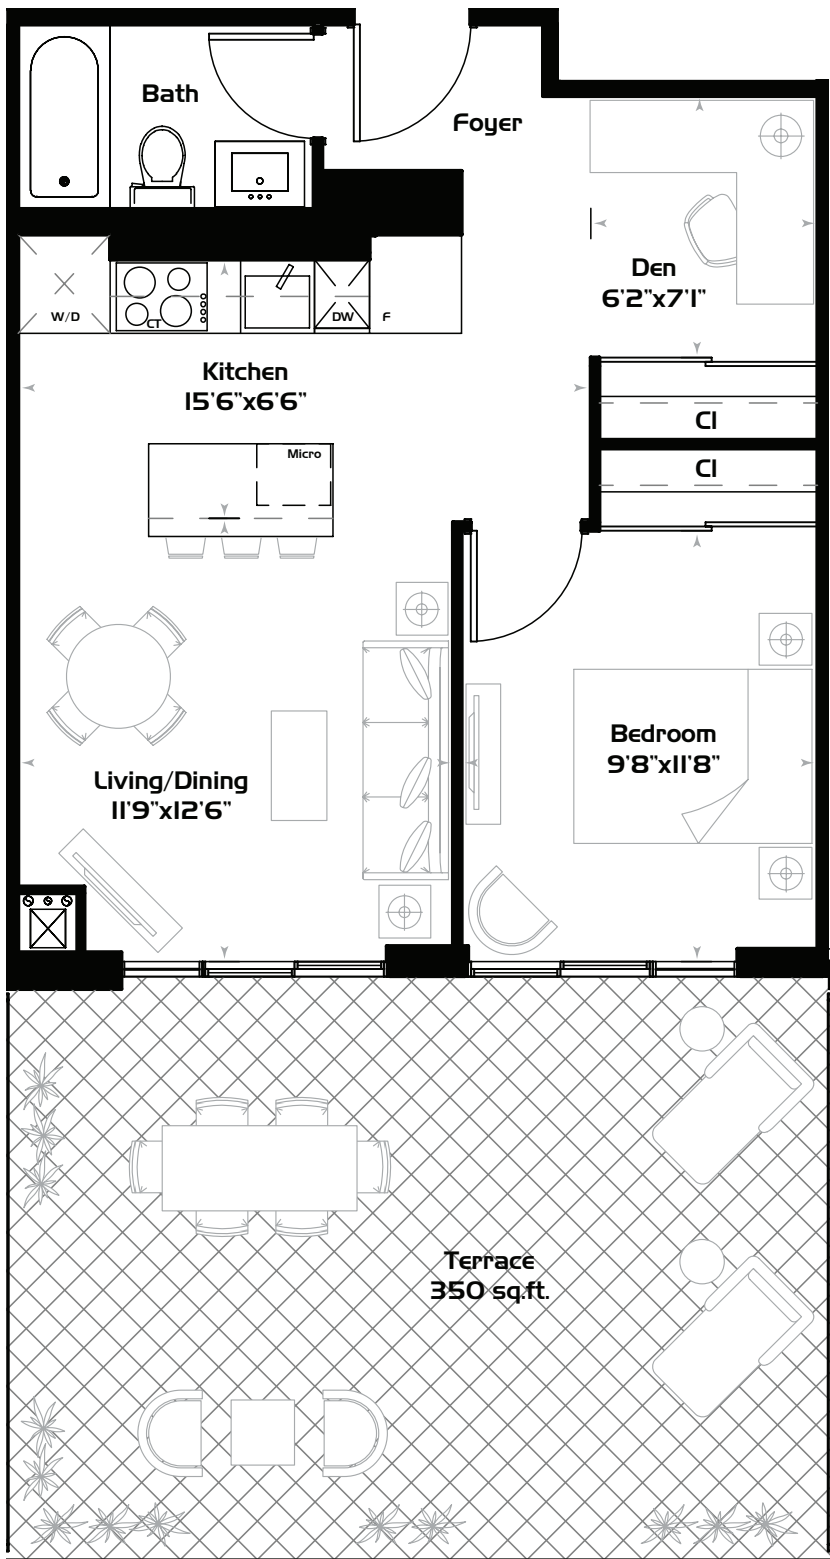 Bath
Foyer
Den
6'2"x7'1"
W/D
CT
DW
F
Kitchen
15'6"x6'6"
Cl
Micro
Cl
Bedroom
9'8"x11'8"
Living/Dining
11'9"x12'6"
Terrace
350 sq.ft.